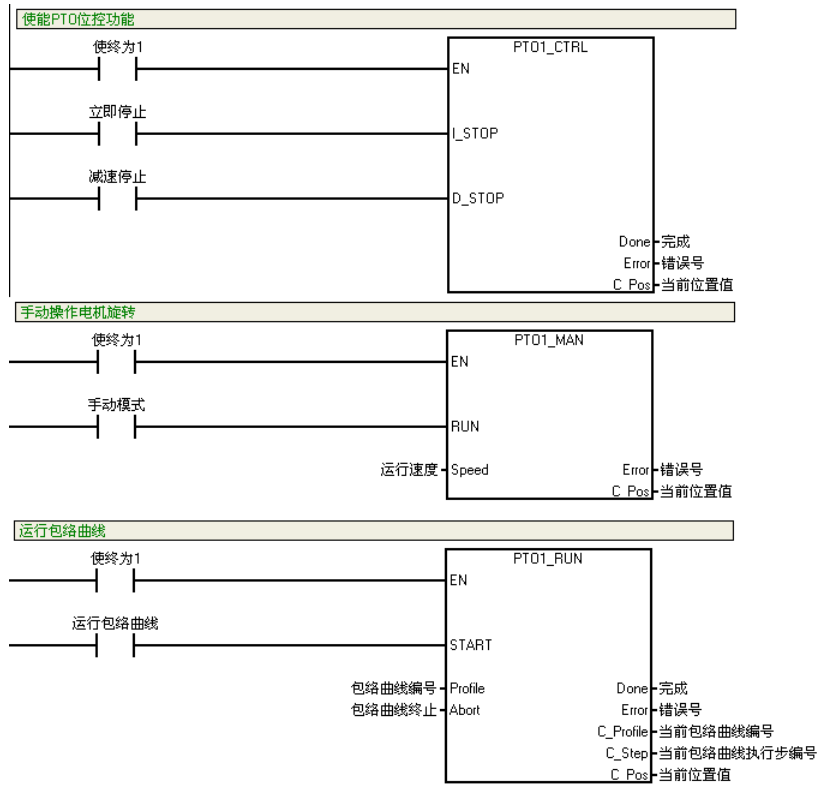 使能PTO位控功能
使终为1
PTO1_CTRL
EN
立即停止
I_STOP
减速停止
D_STOP
Done 完成
Error 错误号
C_Pos 当前位置值
手动操作电机旋转
使终为1
PTO1_MAN
EN
手动模式
RUN
运行速度 Speed
Error 错误号
C_Pos 当前位置值
运行包络曲线
使终为1
PTO1_RUN
EN
运行包络曲线
START
包络曲线编号 Profile
Done 完成
包络曲线终止 Abort
Error 错误号
C_Profile 当前包络曲线编号
C_Step 当前包络曲线执行步编号
C_Pos 当前位置值